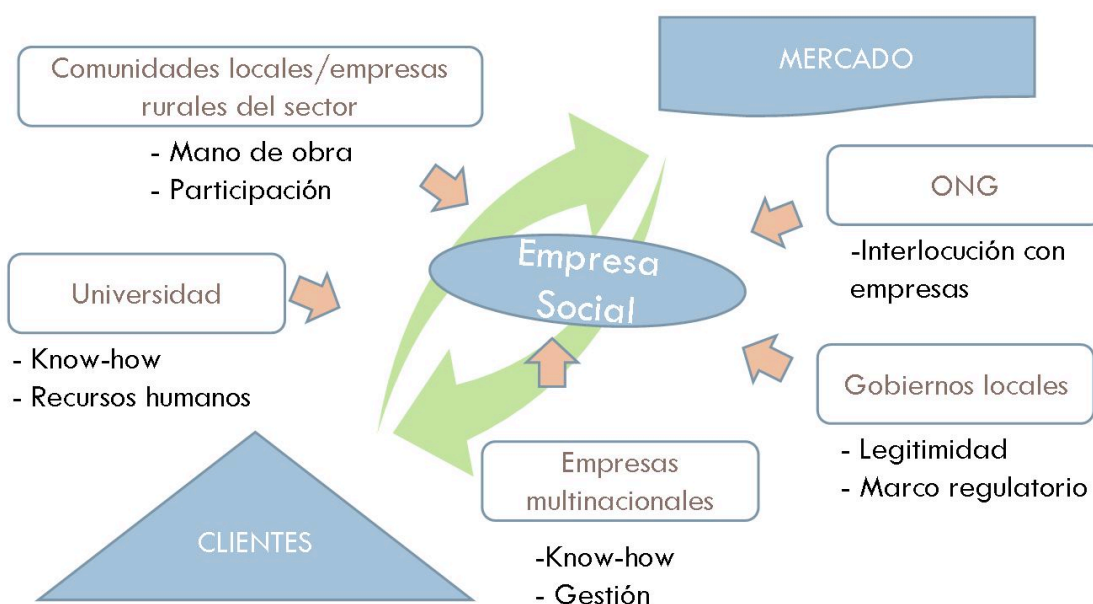 Comunidades locales/empresas
rurales del sector
- Mano de obra
- Participación
MERCADO
ONG
-Interlocución con
empresas
Universidad
- Know-how
- Recursos humanos
Empresa
Social
Gobiernos locales
- Legitimidad
- Marco regulatorio
Empresas
multinacionales
-Know-how
- Gestión
CLIENTES